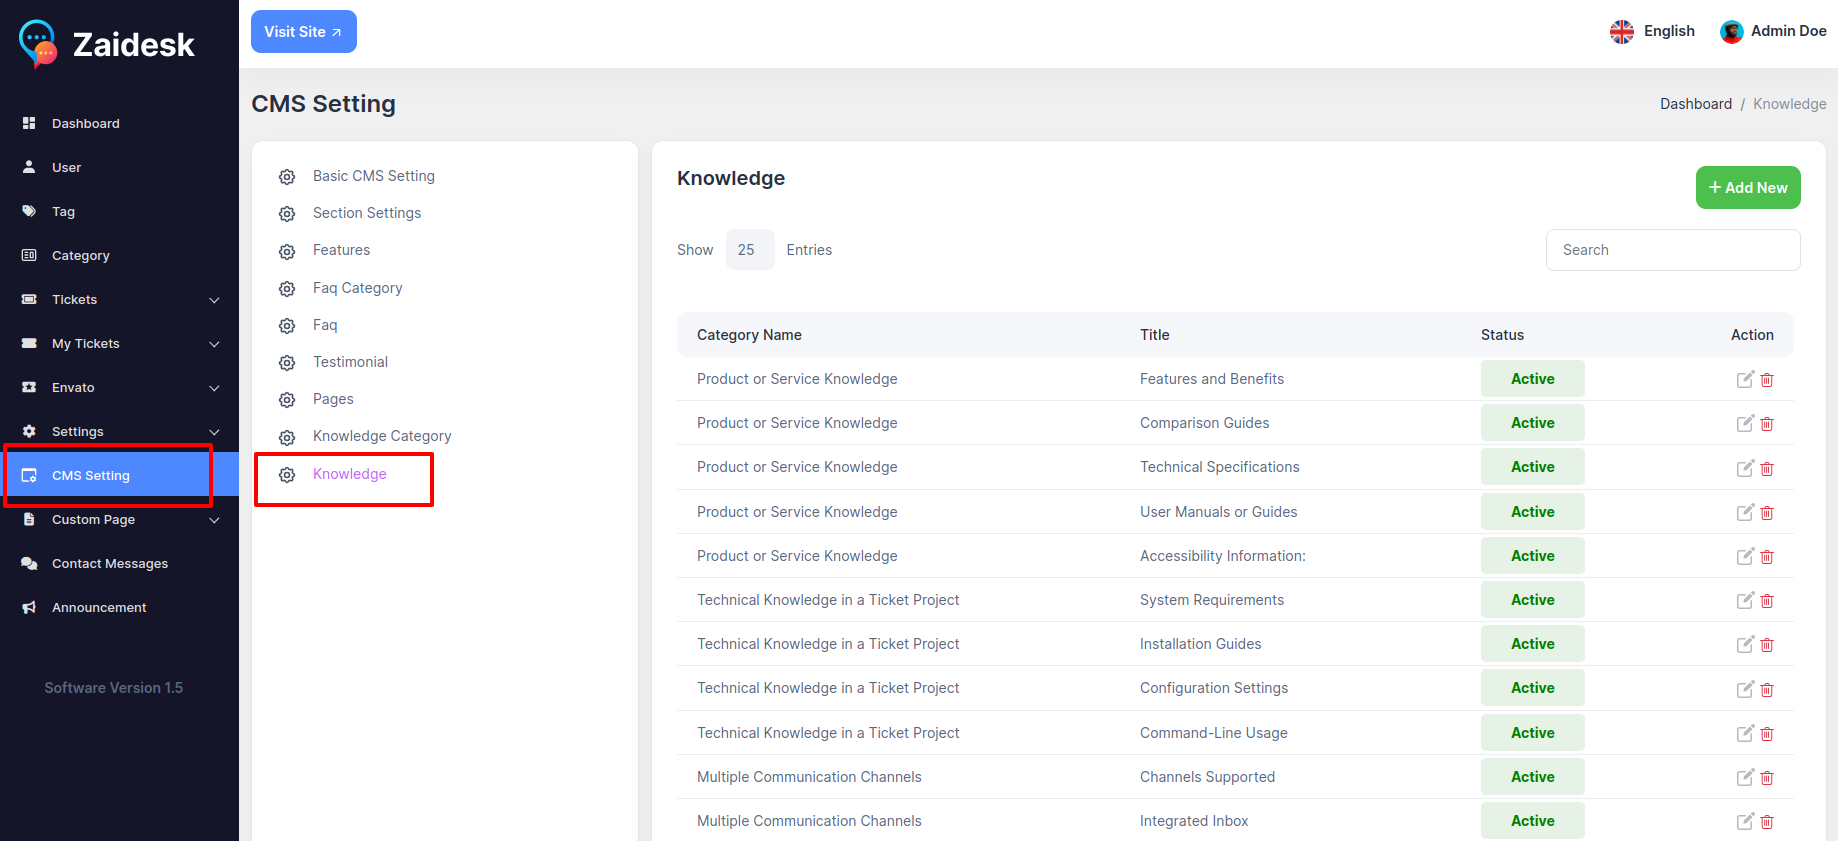 Zaidesk
Dashboard
User
Tag
Category
Tickets
My Tickets
Envato
Settings
CMS Setting
Custom Page
Contact Messages
Announcement
Software Version 1.5
Visit Site
English
Admin Doe
CMS Setting
Dashboard / Knowledge
Basic CMS Setting
Section Settings
Features
Faq Category
Faq
Testimonial
Pages
Knowledge Category
Knowledge
Knowledge
+ Add New
Show 25 Entries
Search
Category Name Title Status Action
Product or Service Knowledge Features and Benefits Active
Product or Service Knowledge Comparison Guides Active
Product or Service Knowledge Technical Specifications Active
Product or Service Knowledge User Manuals or Guides Active
Product or Service Knowledge Accessibility Information: Active
Technical Knowledge in a Ticket Project System Requirements Active
Technical Knowledge in a Ticket Project Installation Guides Active
Technical Knowledge in a Ticket Project Configuration Settings Active
Technical Knowledge in a Ticket Project Command-Line Usage Active
Multiple Communication Channels Channels Supported Active
Multiple Communication Channels Integrated Inbox Active